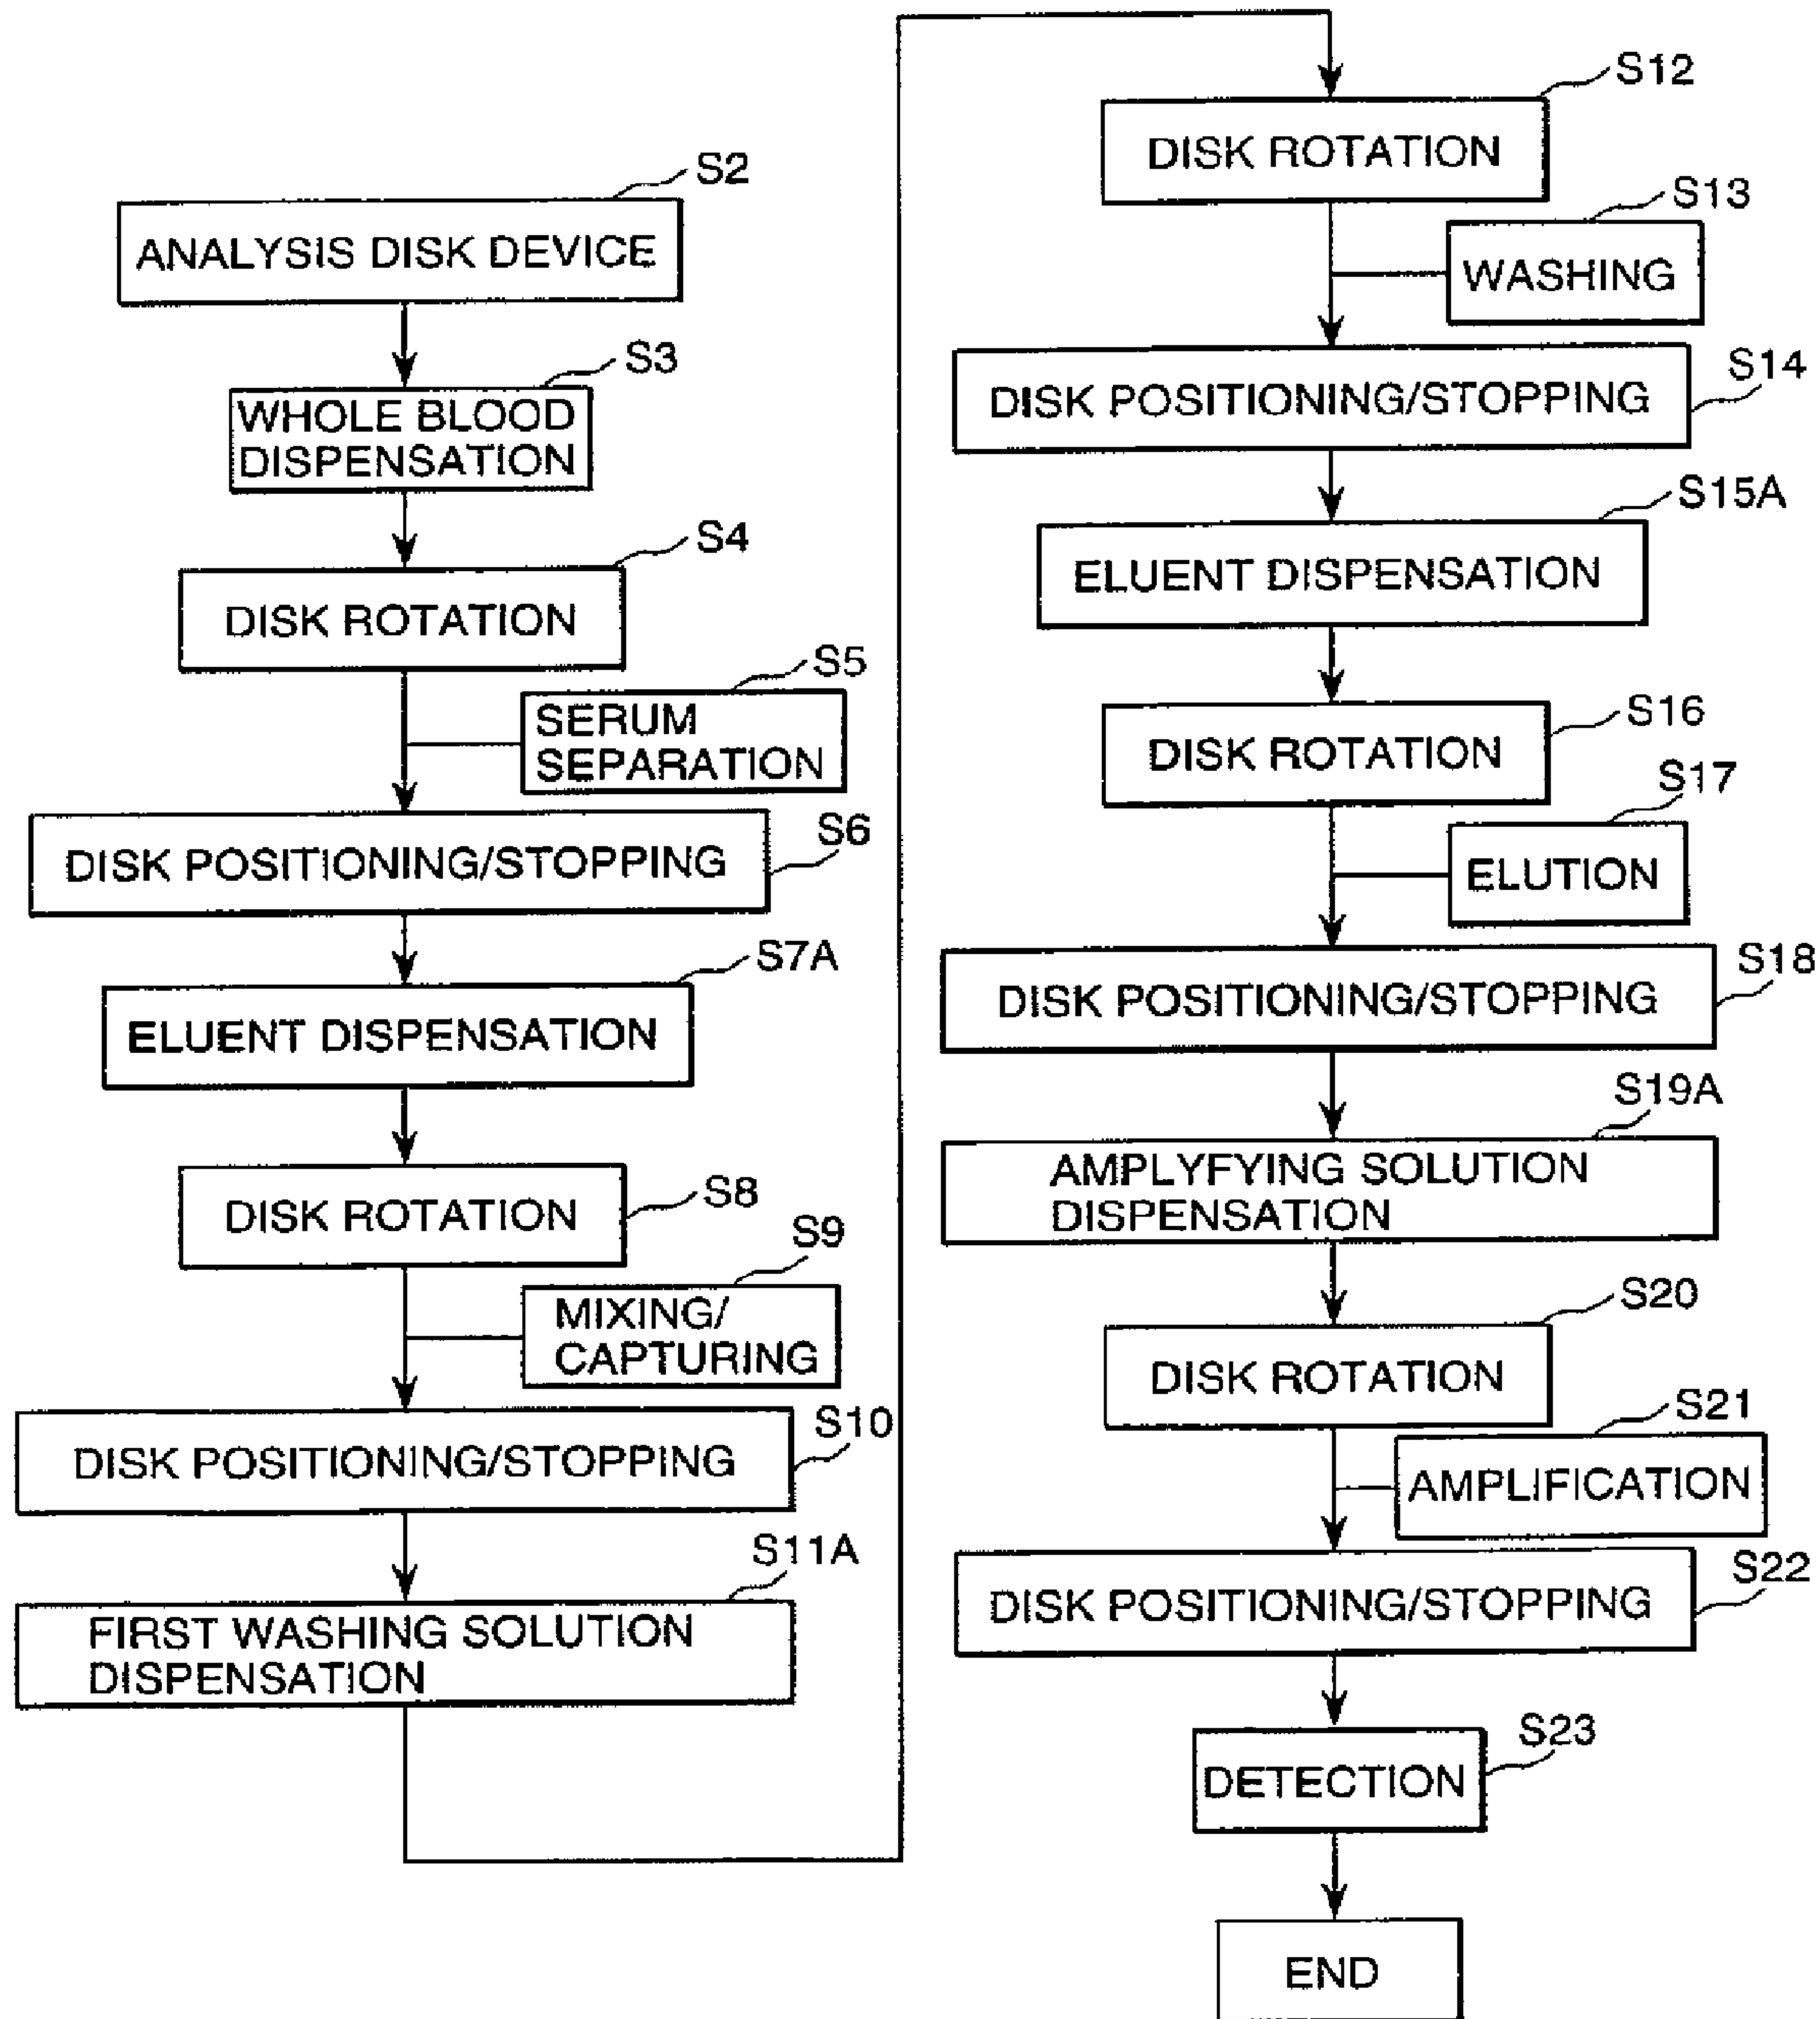 S2
ANALYSIS DISK DEVICE
S3
WHOLE BLOOD
DISPENSATION
S4
DISK ROTATION
S5
SERUM
SEPARATION
S6
DISK POSITIONING/STOPPING
S7A
ELUENT DISPENSATION
S8
DISK ROTATION
S9
MIXING/
CAPTURING
S10
DISK POSITIONING/STOPPING
S11A
FIRST WASHING SOLUTION
DISPENSATION
S12
DISK ROTATION
S13
WASHING
S14
DISK POSITIONING/STOPPING
S15A
ELUENT DISPENSATION
S16
DISK ROTATION
S17
ELUTION
S18
DISK POSITIONING/STOPPING
S19A
AMPLYFYING SOLUTION
DISPENSATION
S20
DISK ROTATION
S21
AMPLIFICATION
S22
DISK POSITIONING/STOPPING
S23
DETECTION
END